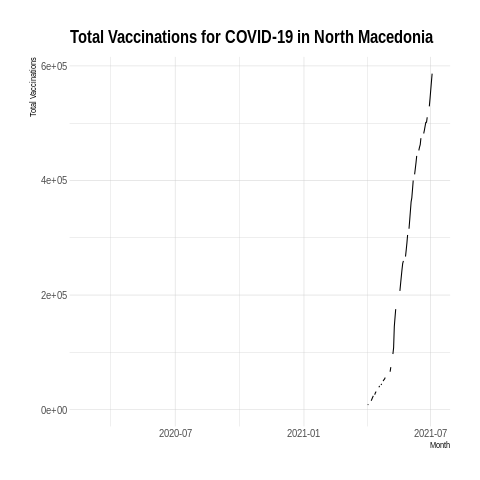 Total Vaccinations for COVID-19 in North Macedonia
Total Vaccinations
6e+05
4e+05
2e+05
0e+00
2020-07
2021-01
2021-07
Month